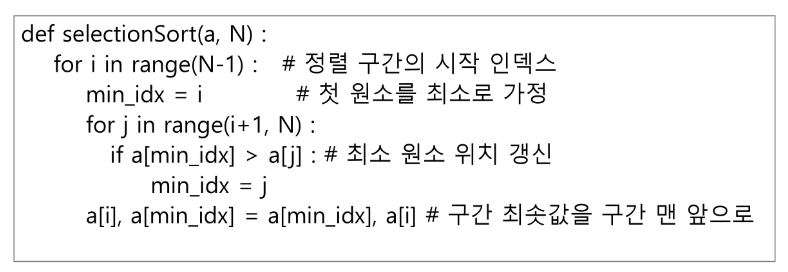 def selectionSort(a, N) :
for i in range(N-1) : # 정렬 구간의 시작 인덱스
min_idx = i # 첫 원소를 최소로 가정
for j in range(i+1, N) :
if a[min_idx] > a[j] : # 최소 원소 위치 갱신
min_idx = j
a[i], a[min_idx] = a[min_idx], a[i] # 구간 최솟값을 구간 맨 앞으로